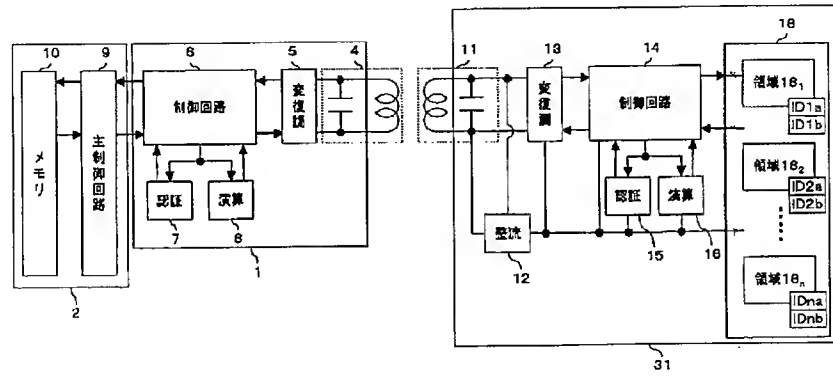 10
9
6
5
4
11
13
14
18
メモリ
主制御回路
制御回路
変復調
変復調
制御回路
領域18₁
ID1a
ID1b
領域18₂
ID2a
ID2b
認証
演算
7
8
整流
12
認証
演算
15
16
領域18ₙ
IDna
IDnb
2
1
31